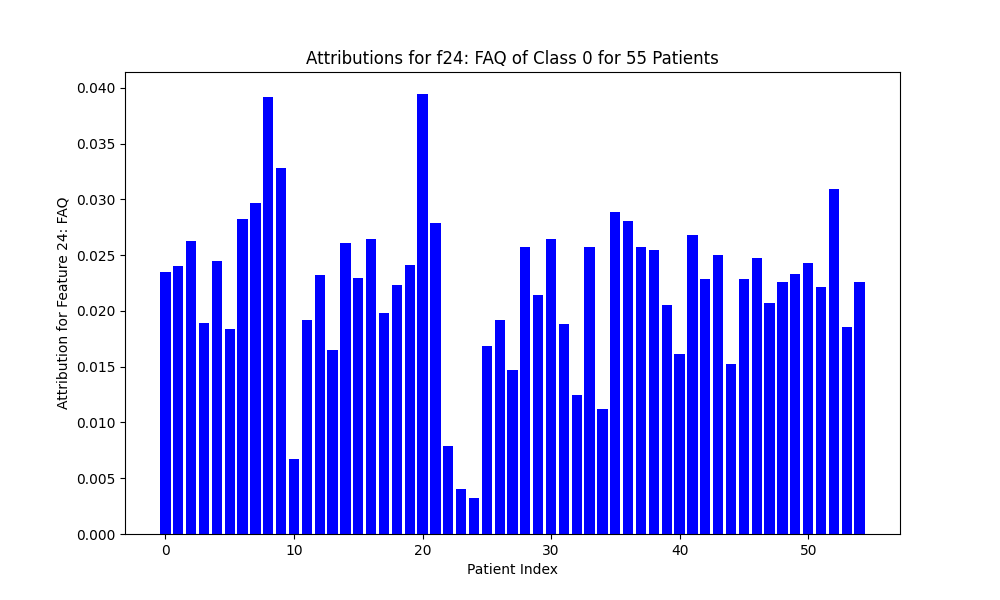 Attributions for f24: FAQ of Class 0 for 55 Patients
Attribution for Feature 24: FAQ
0.040
0.035
0.030
0.025
0.020
0.015
0.010
0.005
0.000
0 10 20 30 40 50
Patient Index